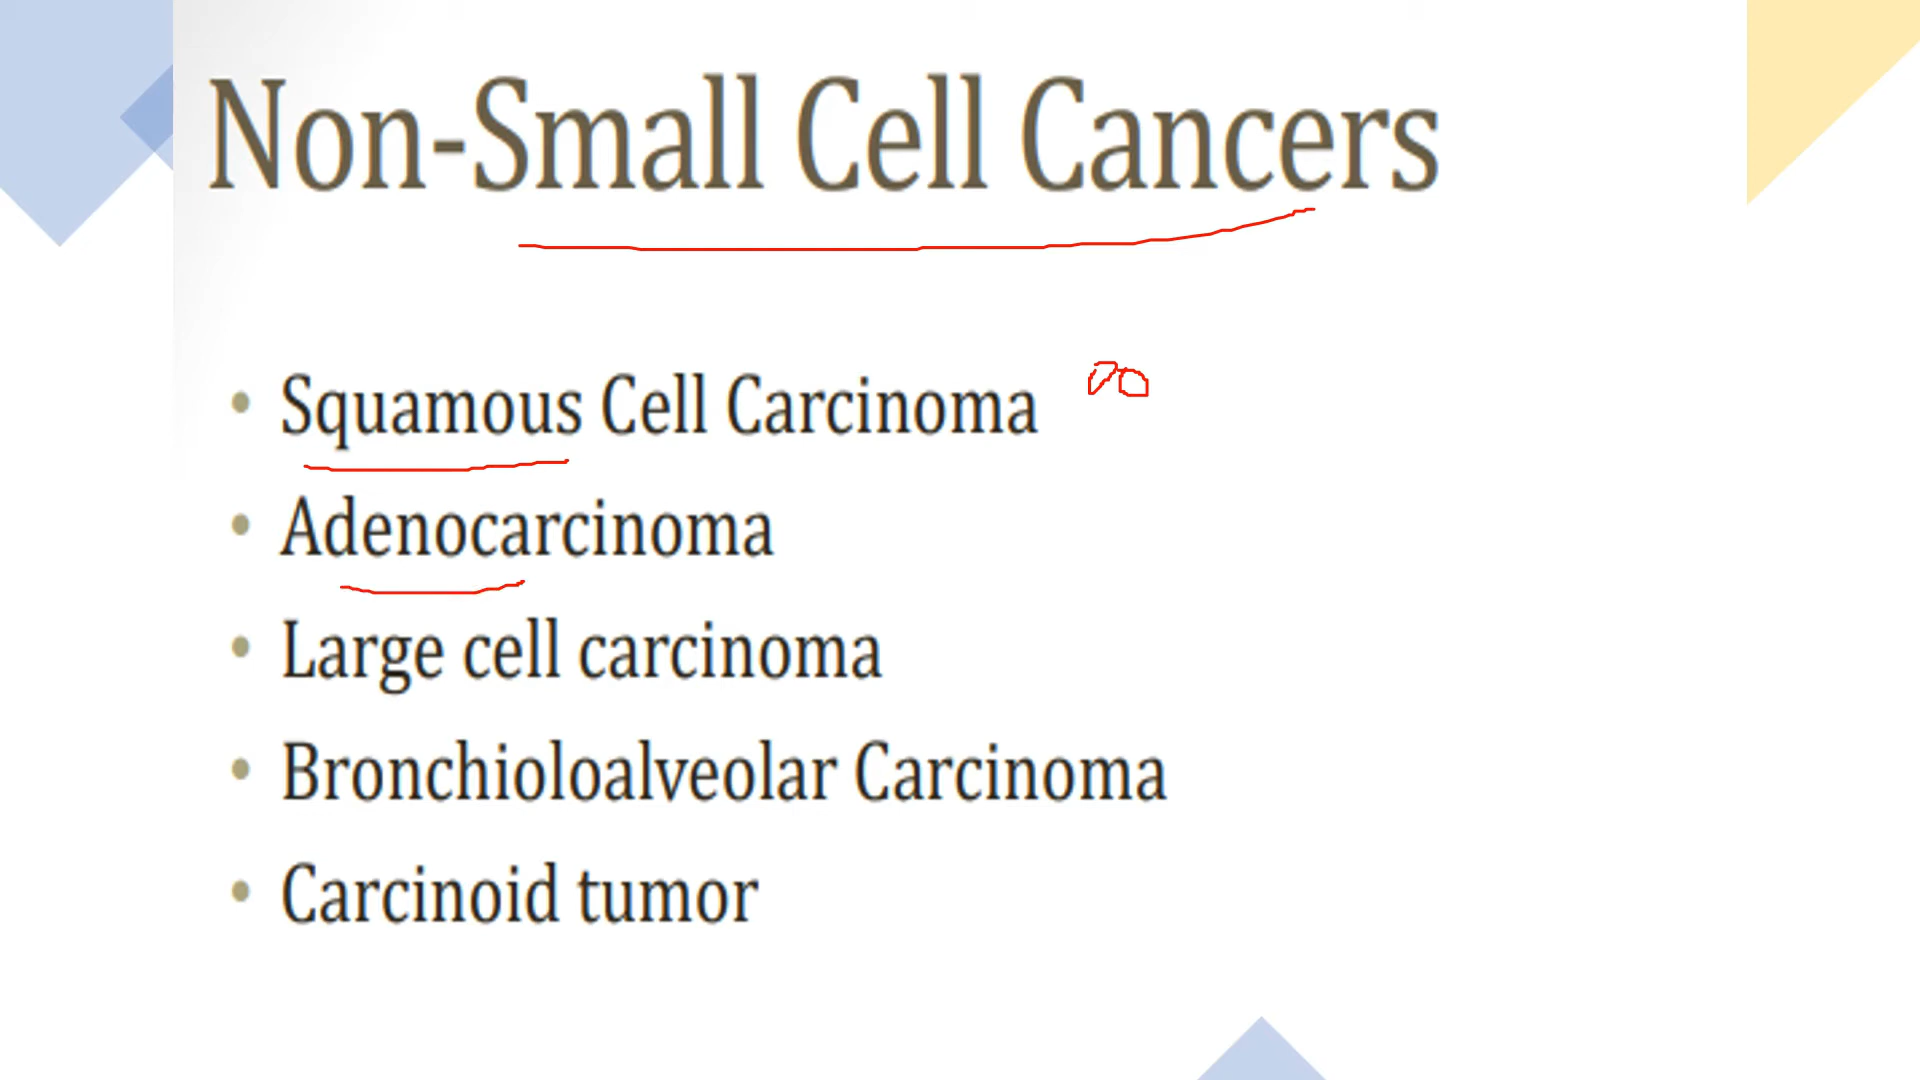 Non-Small Cell Cancers
• Squamous Cell Carcinoma
• Adenocarcinoma
• Large cell carcinoma
• Bronchioloalveolar Carcinoma
• Carcinoid tumor